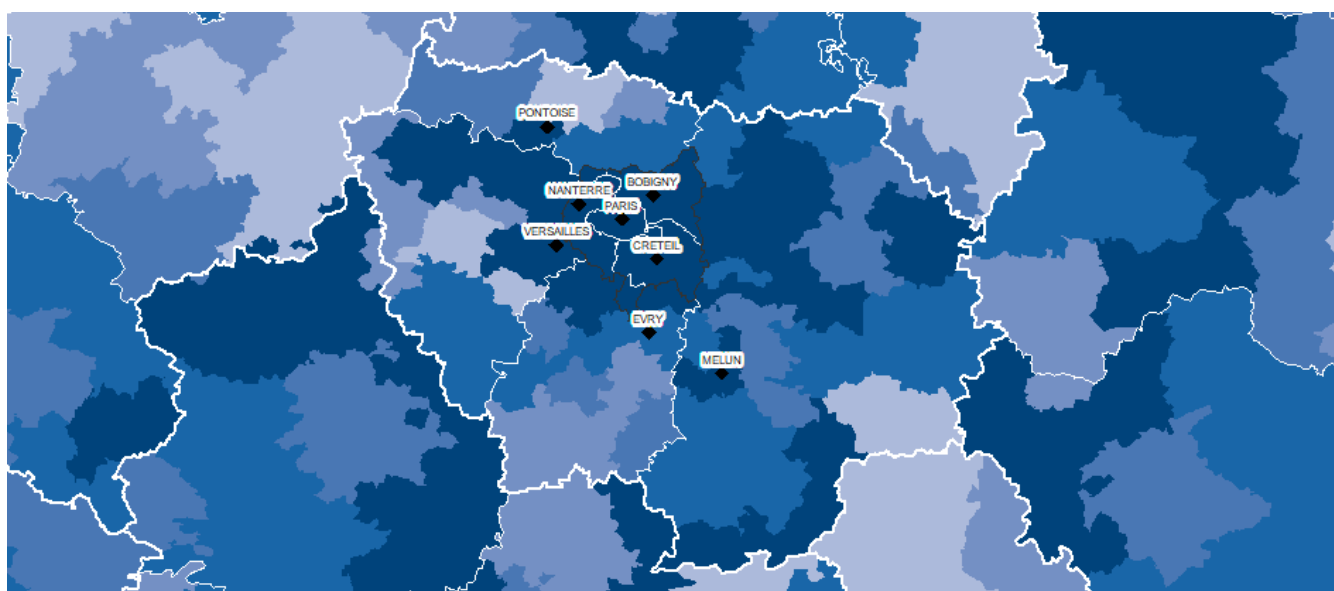 PONTOISE
BOBIGNY
NANTERRE
PARIS
VERSAILLES
CRETEIL
EVRY
MELUN